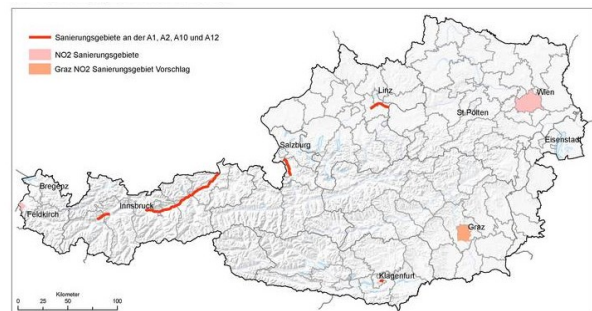 Sanierungsgebiete an der A1, A2, A10 und A12
NO2 Sanierungsgebiete
Graz NO2 Sanierungsgebiet Vorschlag
Linz
Wien
St.Pölten
Eisenstadt
Salzburg
Bregenz
Innsbruck
Feldkirch
Graz
Klagenfurt
Kilometer
0 25 50 100